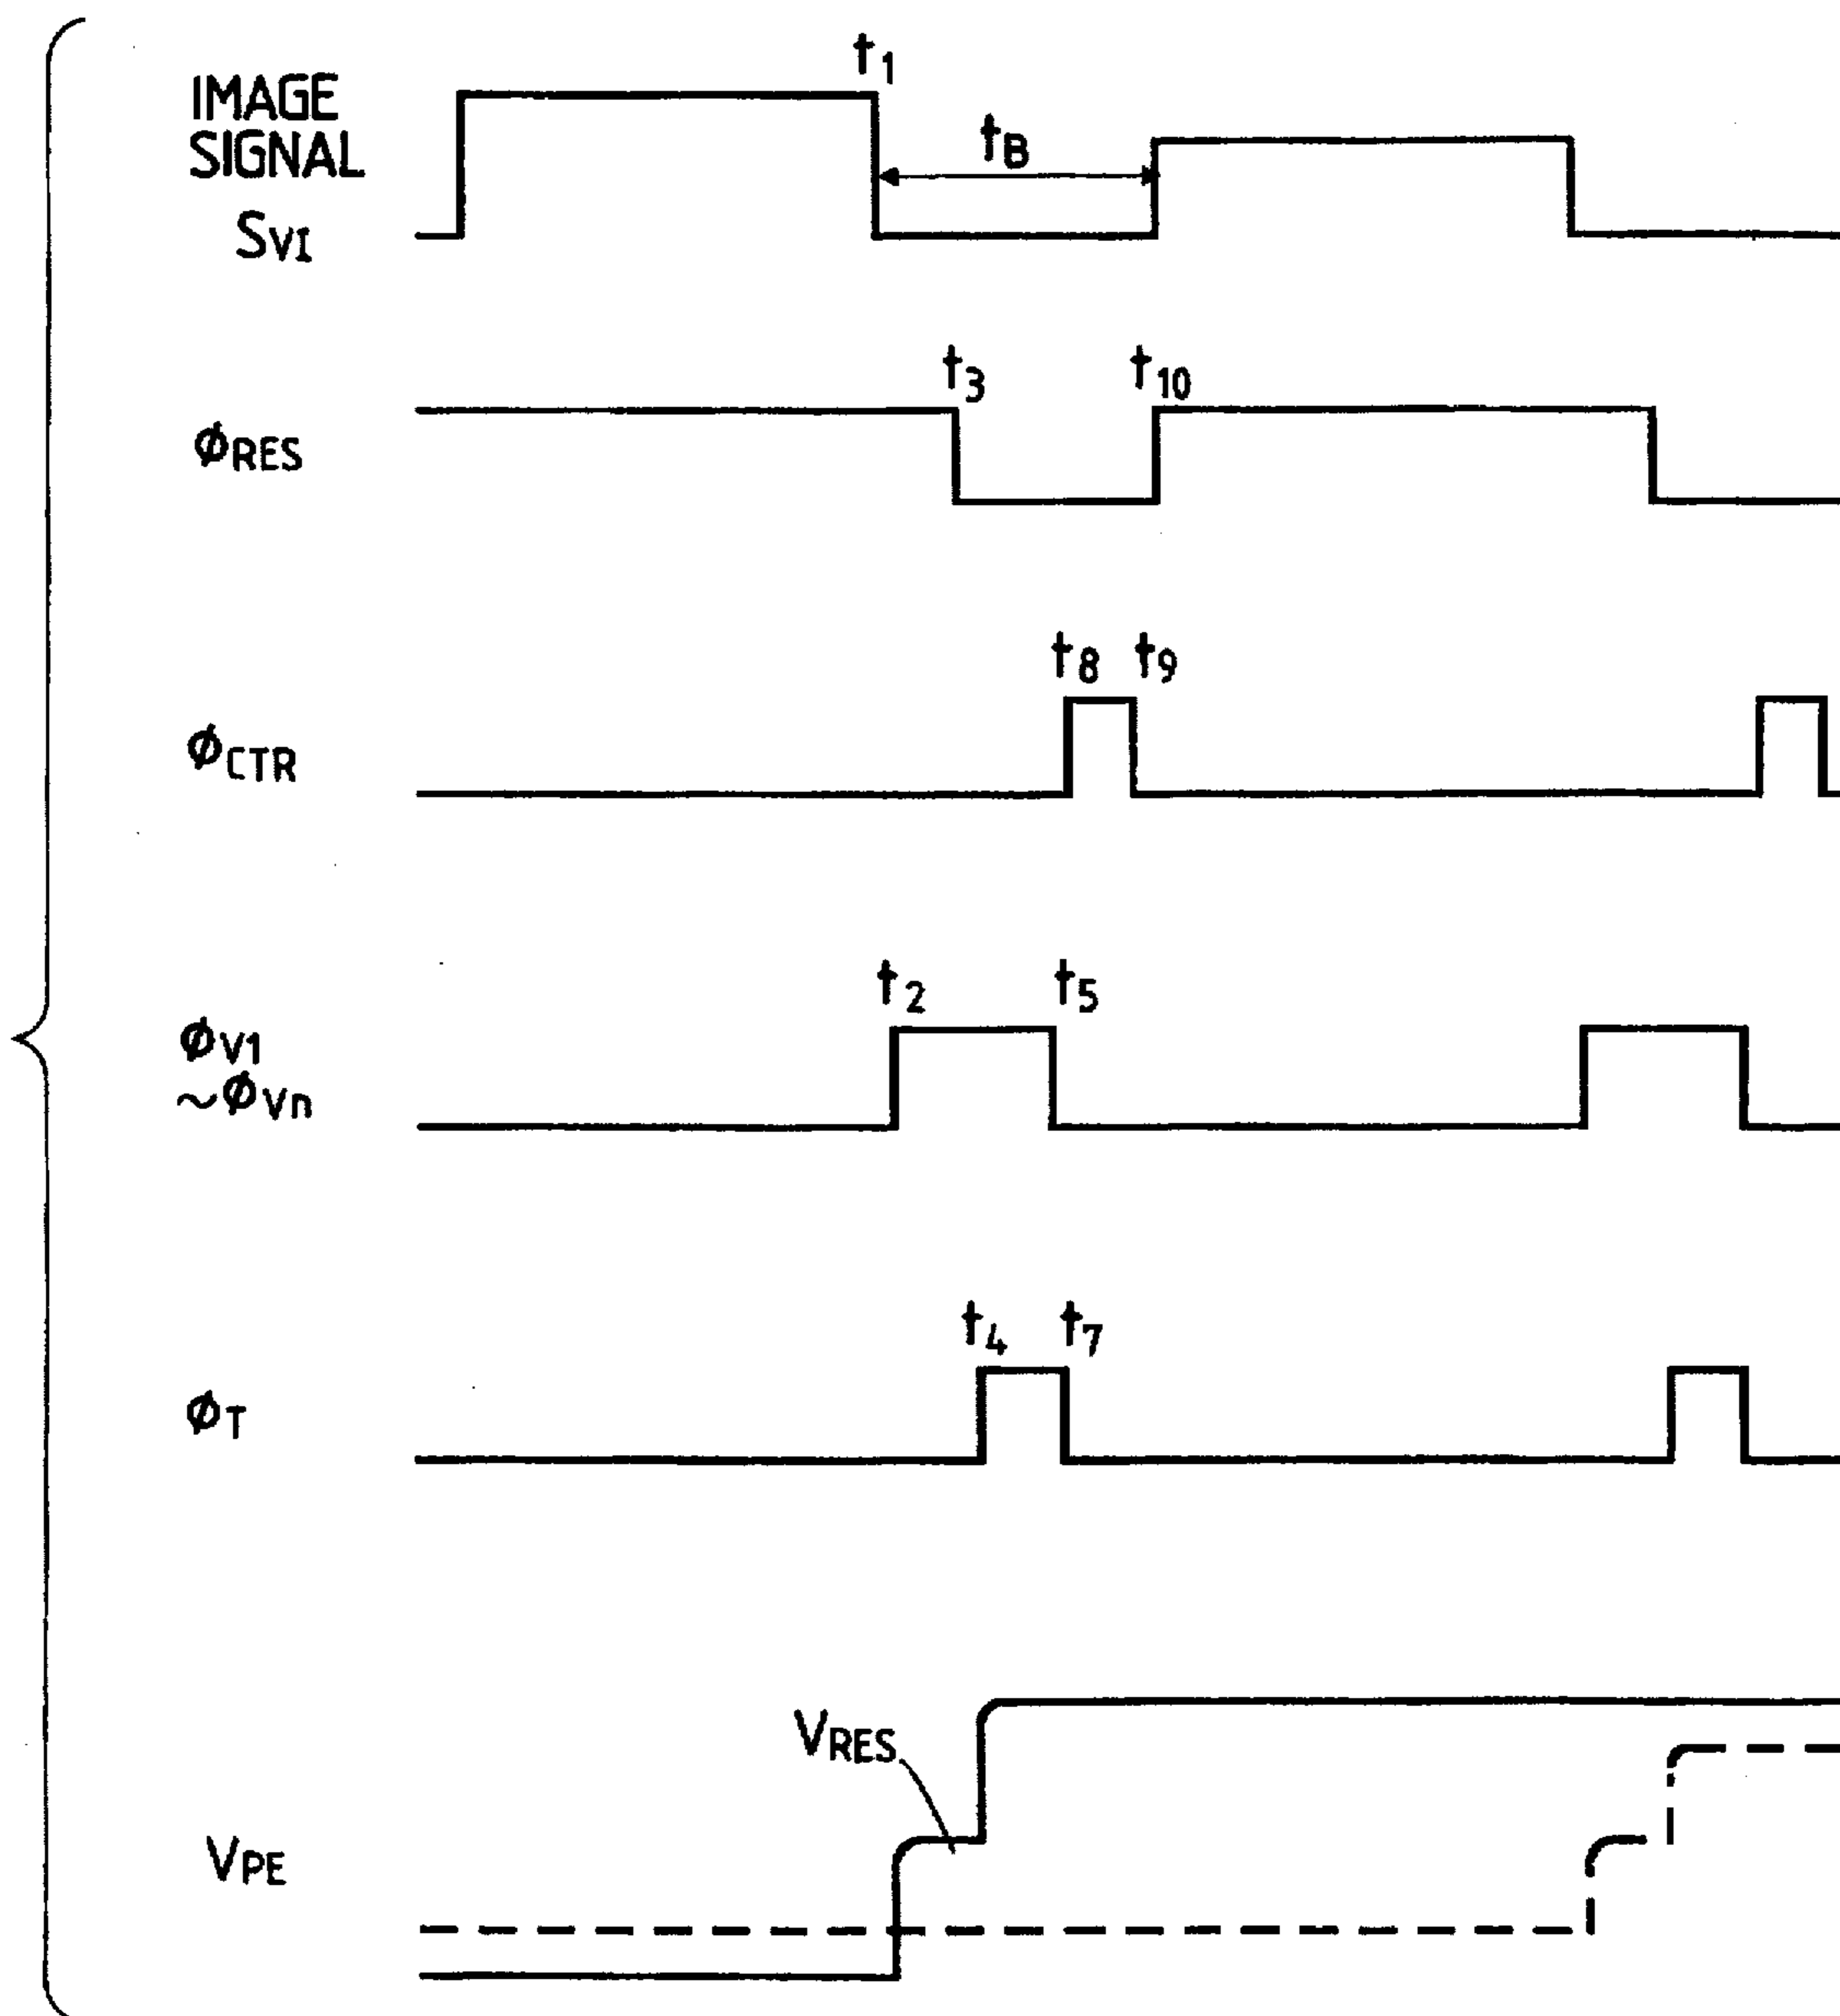 t1
IMAGE
SIGNAL
SVI
tB
t3
t10
ϕRES
t8
t9
ϕCTR
t2
t5
ϕV1
~ϕVn
t4
t7
ϕT
VRES
VPE